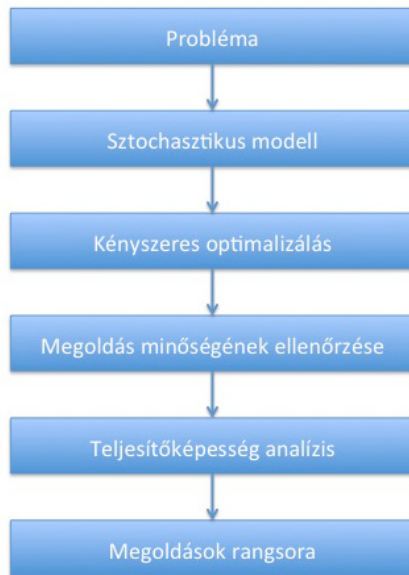 Probléma
Sztochasztikus modell
Kényszeres optimalizálás
Megoldás minőségének ellenőrzése
Teljesítőképesség analízis
Megoldások rangsora